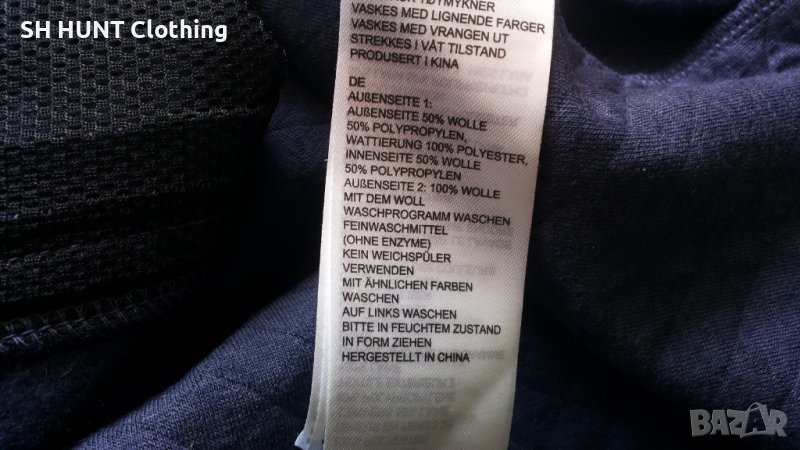 SH HUNT Clothing
TØYMYKNER
VASKES MED LIGNENDE FARGER
VASKES MED VRANGEN UT
STREKKES I VÅT TILSTAND
PRODUSERT I KINA
DE
AUßENSEITE 1:
AUßENSEITE 50% WOLLE
50% POLYPROPYLEN,
WATTIERUNG 100% POLYESTER,
INNENSEITE 50% WOLLE
50% POLYPROPYLEN
AUßENSEITE 2: 100% WOLLE
MIT DEM WOLL
WASCHPROGRAMM WASCHEN
FEINWASCHMITTEL
(OHNE ENZYME)
KEIN WEICHSPÜLER
VERWENDEN
MIT ÄHNLICHEN FARBEN
WASCHEN
AUF LINKS WASCHEN
BITTE IN FEUCHTEM ZUSTAND
IN FORM ZIEHEN
HERGESTELLT IN CHINA
BAZAR